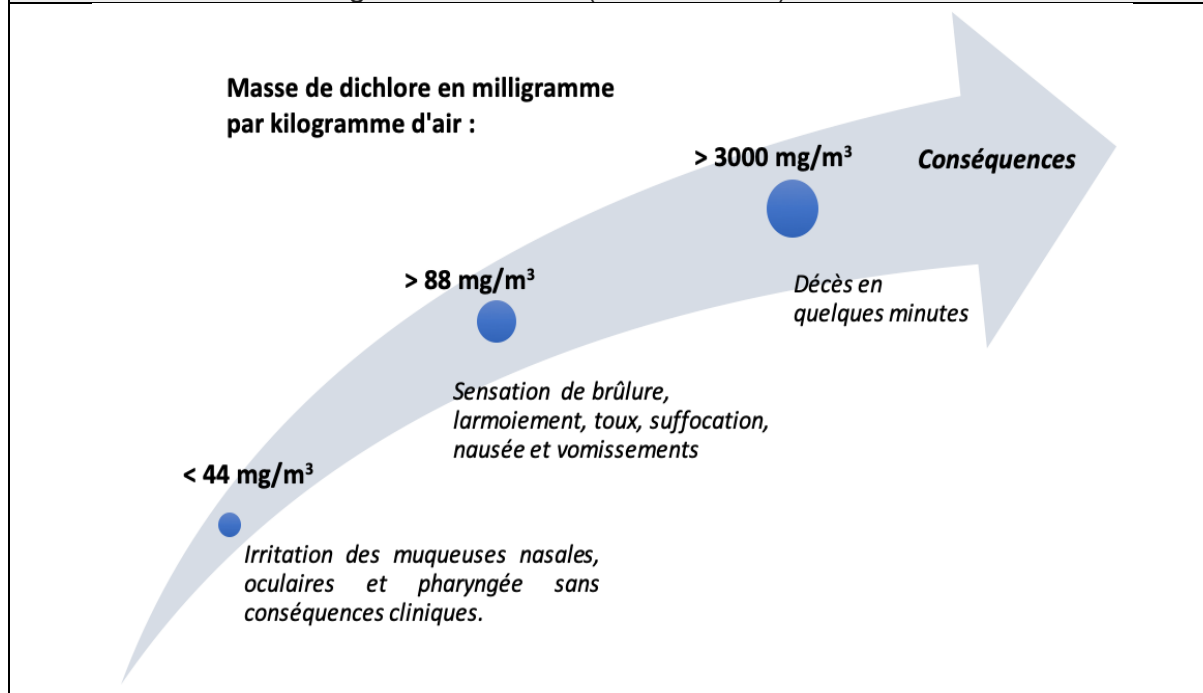 Masse de dichlore en milligramme
par kilogramme d'air :
> 3000 mg/m³
Conséquences
> 88 mg/m³
Décès en
quelques minutes
Sensation de brûlure,
larmoiement, toux, suffocation,
nausée et vomissements
< 44 mg/m³
Irritation des muqueuses nasales,
oculaires et pharyngée sans
conséquences cliniques.